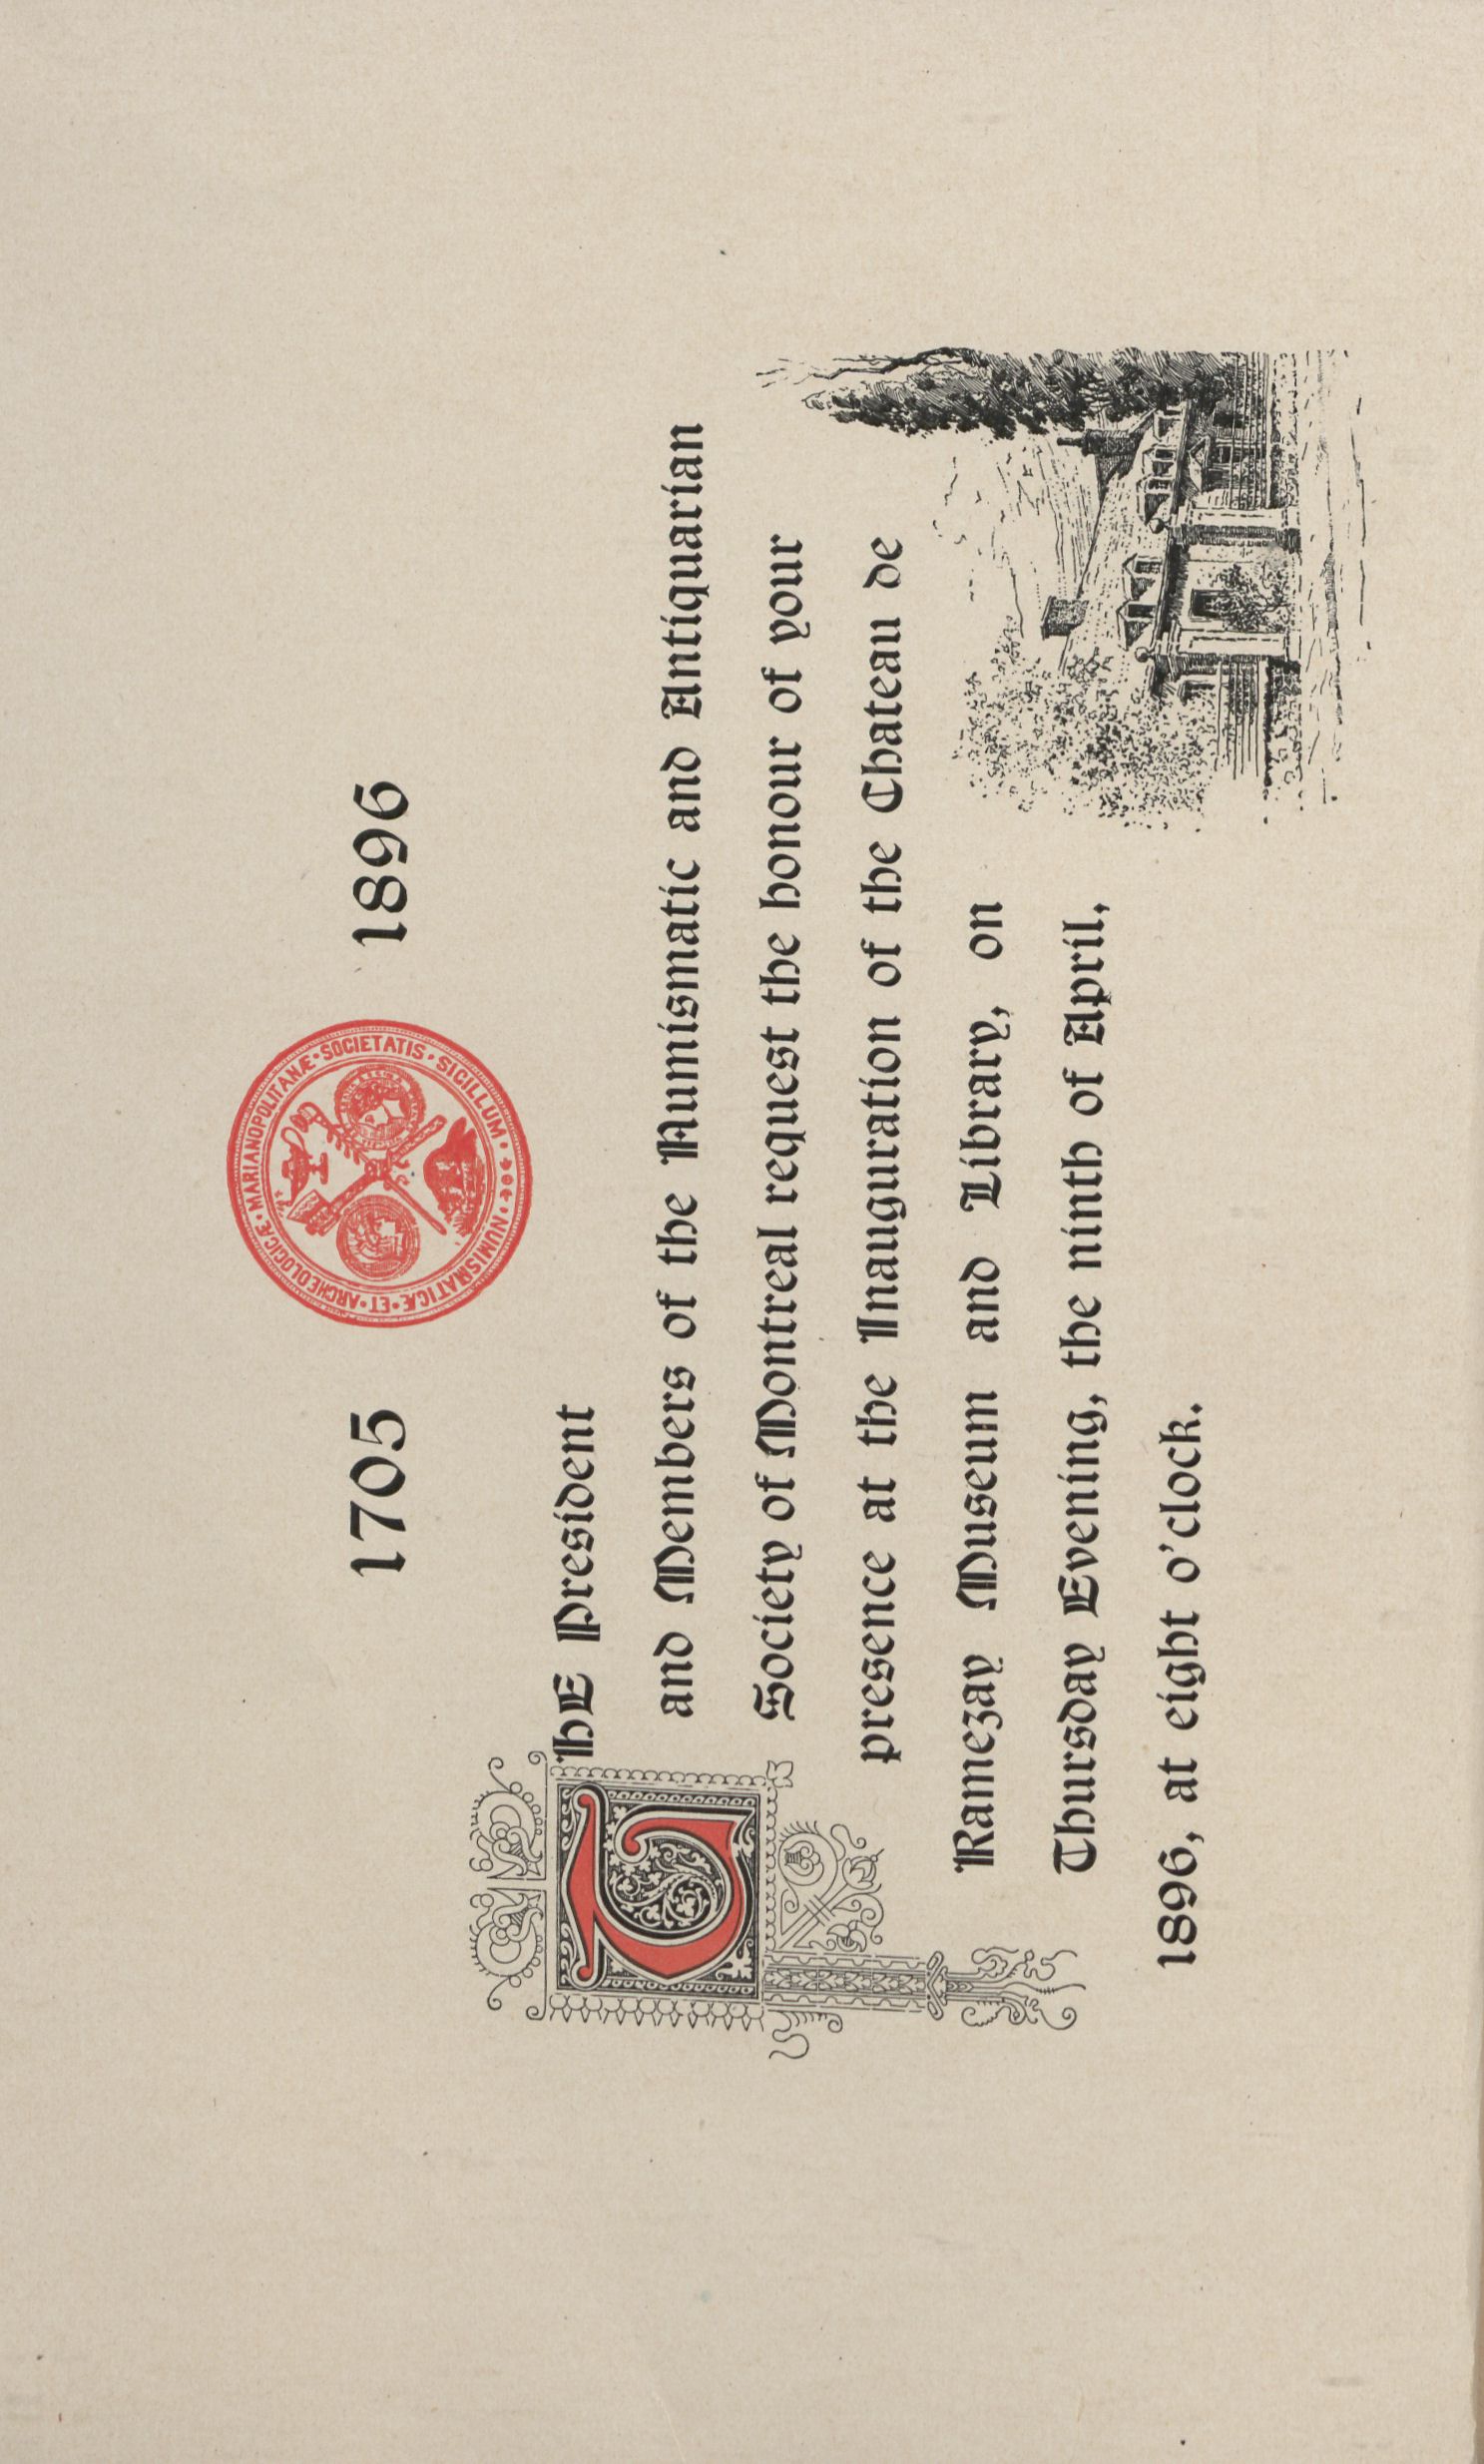 1705 1896
NUMISMATICÆ • ET • ARCHEOLOGICÆ • MARIANOPOLITANÆ • SOCIETATIS • SICILLUM •
THE President
and Members of the Numismatic and Antiquarian
Society of Montreal request the honour of your
presence at the Inauguration of the Chateau de
Ramezay Museum and Library, on
Thursday Evening, the ninth of April,
1896, at eight o'clock.